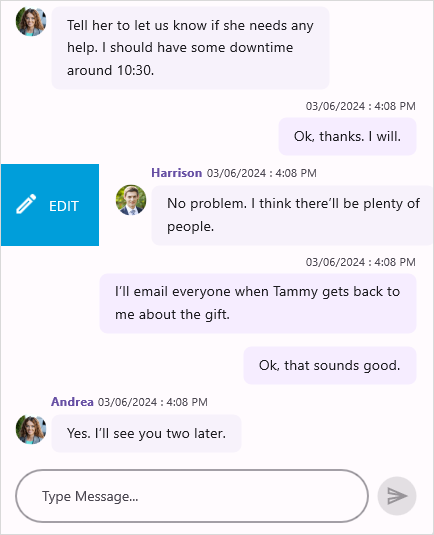 Tell her to let us know if she needs any
help. I should have some downtime
around 10:30.
03/06/2024 : 4:08 PM
Ok, thanks. I will.
Harrison 03/06/2024 : 4:08 PM
EDIT
No problem. I think there'll be plenty of
people.
03/06/2024 : 4:08 PM
I'll email everyone when Tammy gets back to
me about the gift.
Ok, that sounds good.
Andrea 03/06/2024 : 4:08 PM
Yes. I'll see you two later.
Type Message...